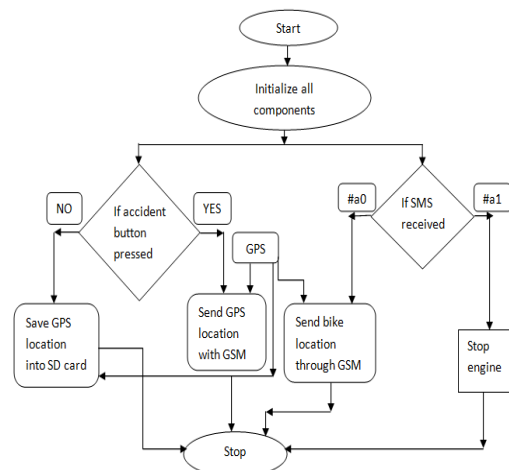 Start
Initialize all
components
NO
If accident
button
pressed
YES
GPS
#a0
If SMS
received
#a1
Save GPS
location
into SD card
Send GPS
location
with GSM
Send bike
location
through GSM
Stop
engine
Stop